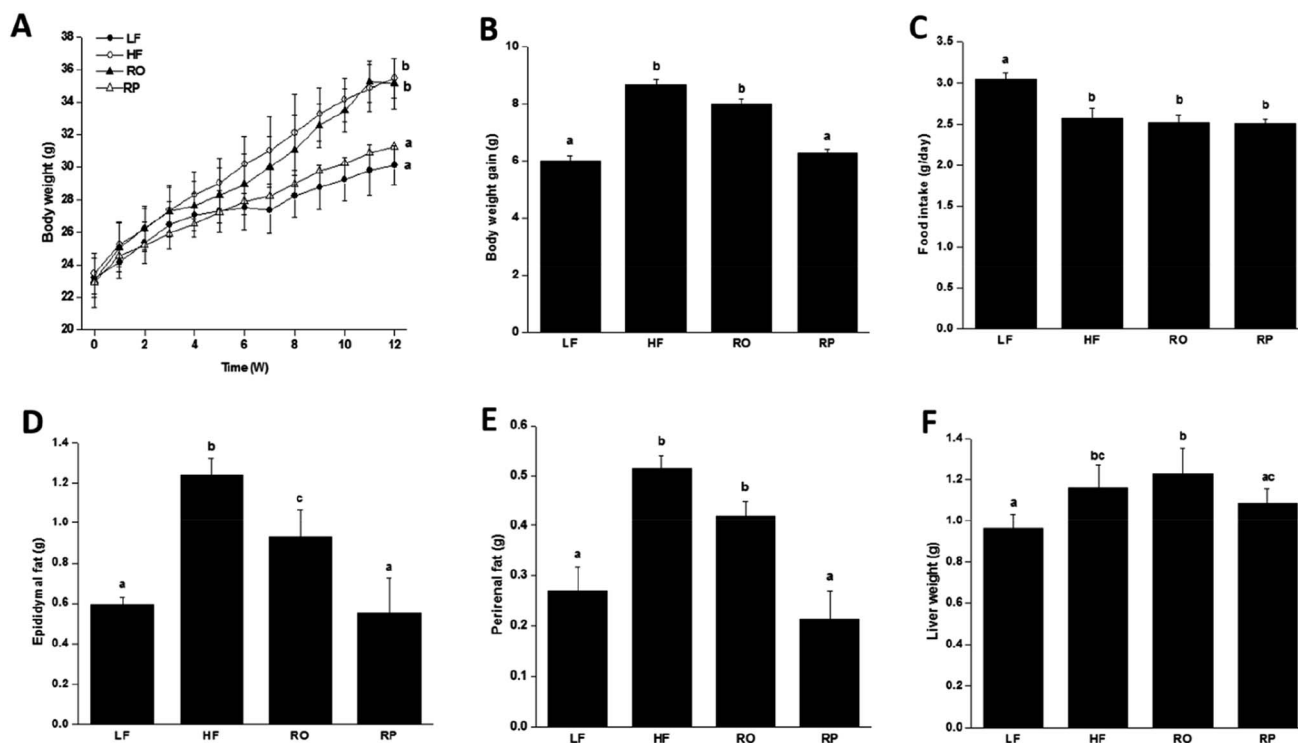 A
LF
HF
RO
RP
Body weight (g)
38
36
34
32
30
28
26
24
22
20
0 2 4 6 8 10 12
Time (W)
b
b
a
a
B
Body weight gain (g)
10
8
6
4
2
0
a b b a
LF HF RO RP
C
Food intake (g/day)
3.5
3.0
2.5
2.0
1.5
1.0
0.5
0.0
a b b b
LF HF RO RP
D
Epididymal fat (g)
1.4
1.2
1.0
0.8
0.6
0.4
0.2
0.0
a b c a
LF HF RO RP
E
Perirenal fat (g)
0.6
0.5
0.4
0.3
0.2
0.1
0.0
a b b a
LF HF RO RP
F
Liver weight (g)
1.4
1.2
1.0
0.8
0.6
0.4
0.2
0.0
a bc b ac
LF HF RO RP